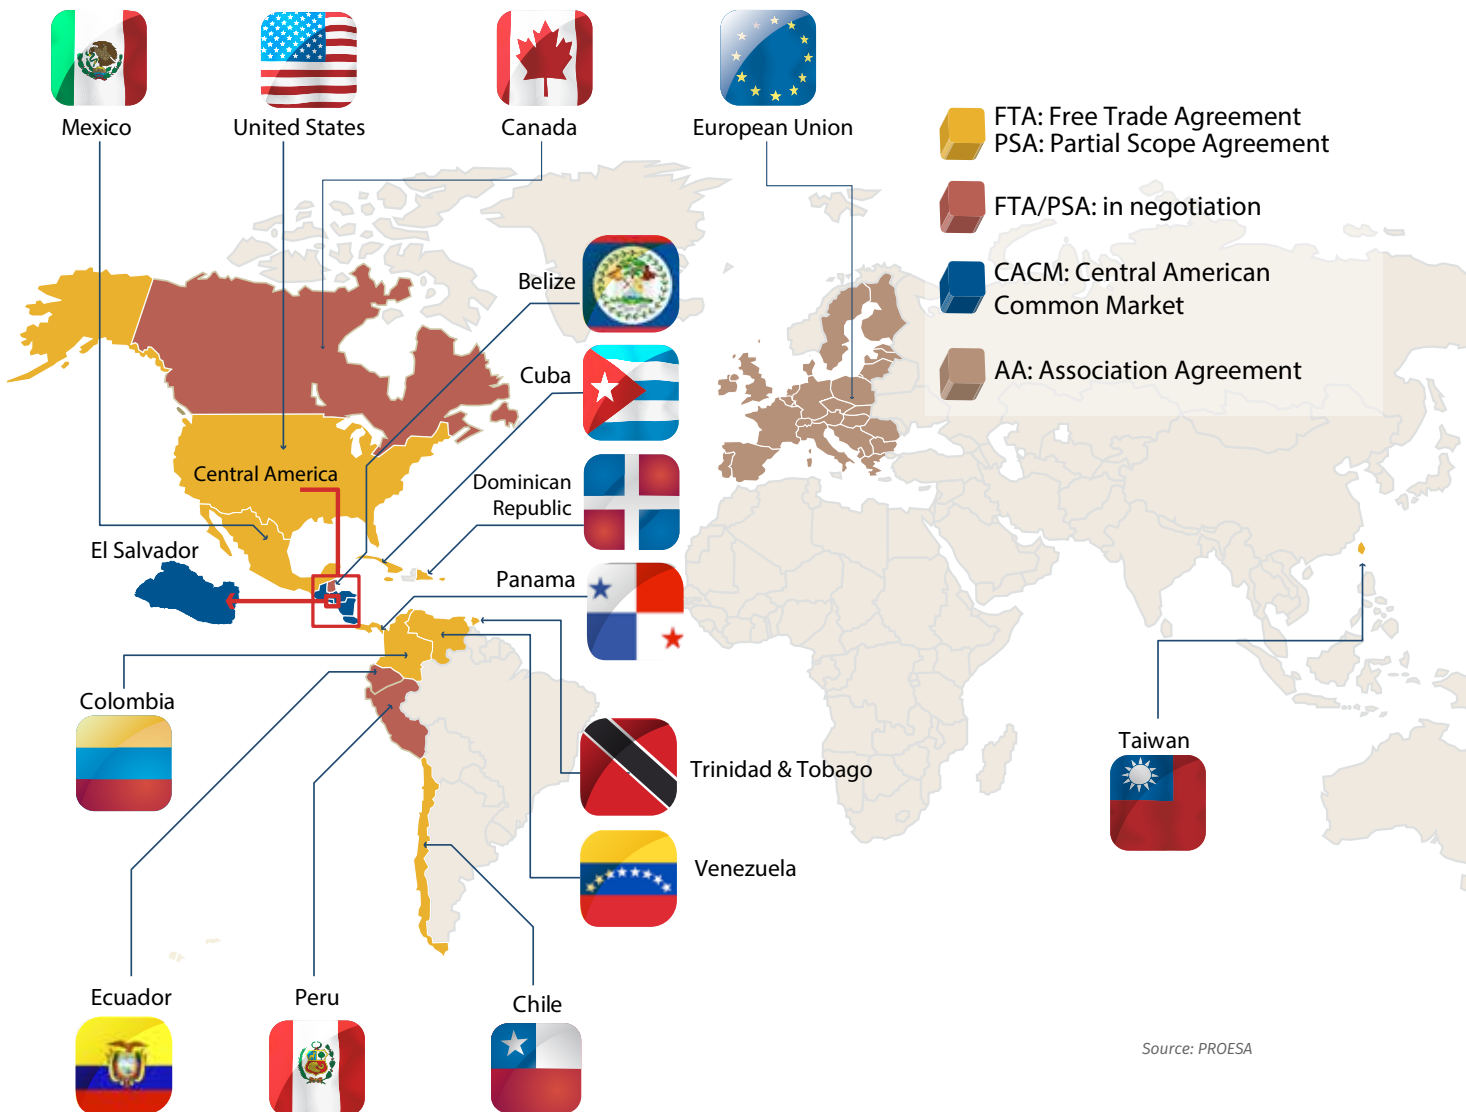 Mexico
United States
Canada
European Union
FTA: Free Trade Agreement
PSA: Partial Scope Agreement
FTA/PSA: in negotiation
CACM: Central American
Common Market
AA: Association Agreement
Belize
Cuba
Central America
Dominican
Republic
El Salvador
Panama
Colombia
Trinidad & Tobago
Taiwan
Venezuela
Ecuador
Peru
Chile
Source: PROESA